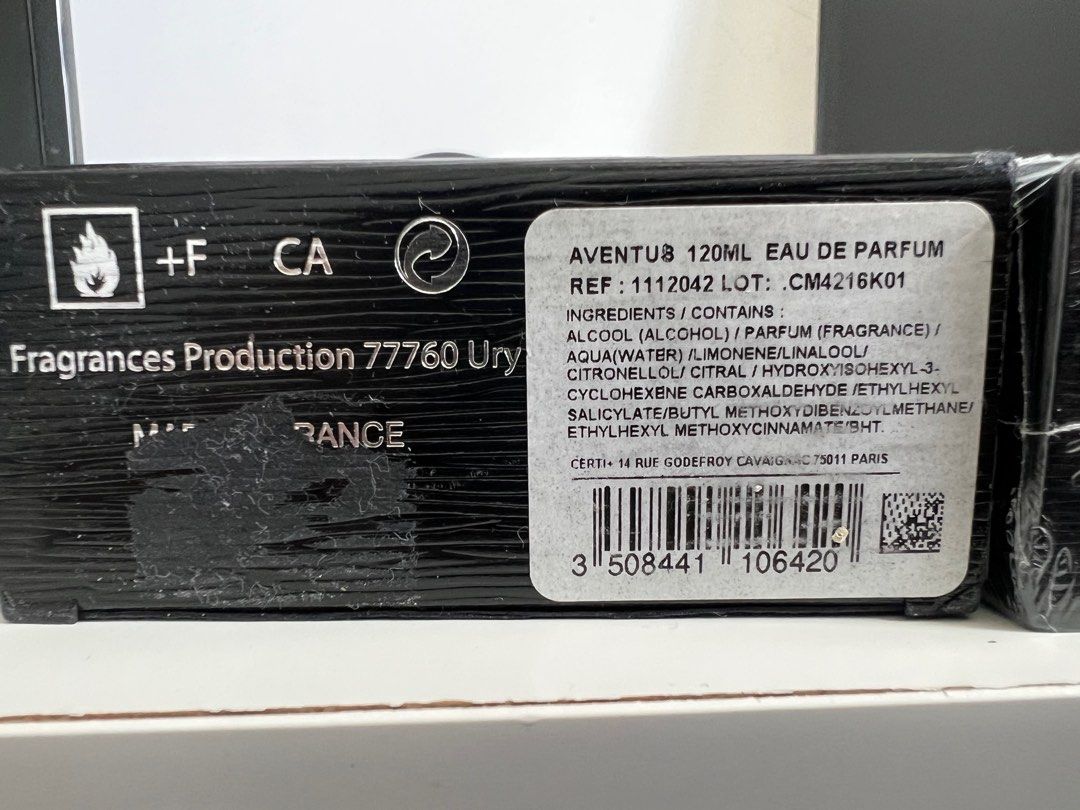 +F CA
Fragrances Production 77760 Ury
AVENTUS 120ML EAU DE PARFUM
REF : 1112042 LOT: .CM4216K01
INGREDIENTS / CONTAINS :
ALCOOL (ALCOHOL) / PARFUM (FRAGRANCE) /
AQUA(WATER) /LIMONENE/LINALOOL/
CITRONELLOL/ CITRAL / HYDROXYISOHEXYL-3-
CYCLOHEXENE CARBOXALDEHYDE /ETHYLHEXYL
SALICYLATE/BUTYL METHOXYDIBENZOYLMETHANE/
ETHYLHEXYL METHOXYCINNAMATE/BHT.
CERTI+ 14 RUE GODEFROY CAVAIGNAC 75011 PARIS
3 508441 106420